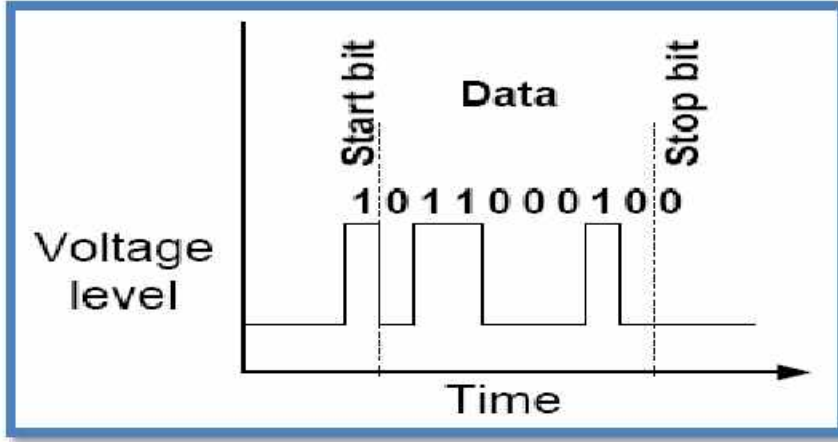 Start bit
Data
Stop bit
1 0 1 1 0 0 0 1 0 0
Voltage
level
Time